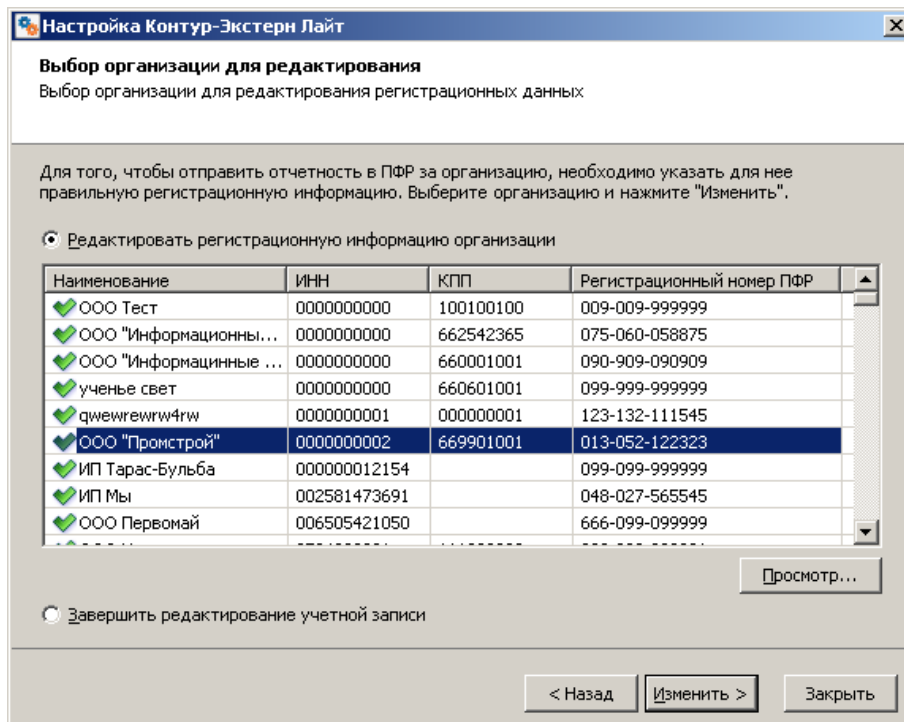 Настройка Контур-Экстерн Лайт
Выбор организации для редактирования
Выбор организации для редактирования регистрационных данных
Для того, чтобы отправить отчетность в ПФР за организацию, необходимо указать для нее
правильную регистрационную информацию. Выберите организацию и нажмите "Изменить".
Редактировать регистрационную информацию организации
Наименование ИНН КПП Регистрационный номер ПФР
ООО Тест 0000000000 100100100 009-009-999999
ООО "Информационны... 0000000000 662542365 075-060-058875
ООО "Информацинные ... 0000000000 660001001 090-909-090909
ученье свет 0000000000 660601001 099-999-999999
qwewrewrw4rw 0000000001 000000001 123-132-111545
ООО "Промстрой" 0000000002 669901001 013-052-122323
ИП Тарас-Бульба 000000012154 099-099-999999
ИП Мы 002581473691 048-027-565545
ООО Первомай 006505421050 666-099-099999
Просмотр...
Завершить редактирование учетной записи
< Назад Изменить > Закрыть